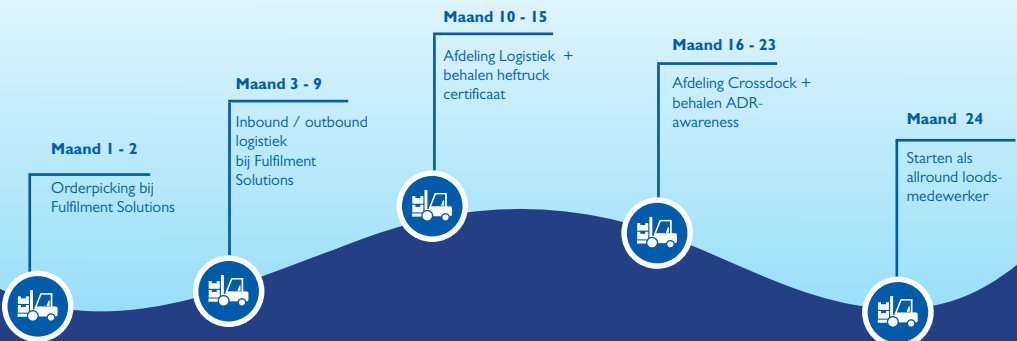 Maand 1 - 2
Orderpicking bij
Fulfilment Solutions
Maand 3 - 9
Inbound / outbound
logistiek
bij Fulfilment
Solutions
Maand 10 - 15
Afdeling Logistiek +
behalen heftruck
certificaat
Maand 16 - 23
Afdeling Crossdock +
behalen ADR-
awareness
Maand 24
Starten als
allround loods-
medewerker